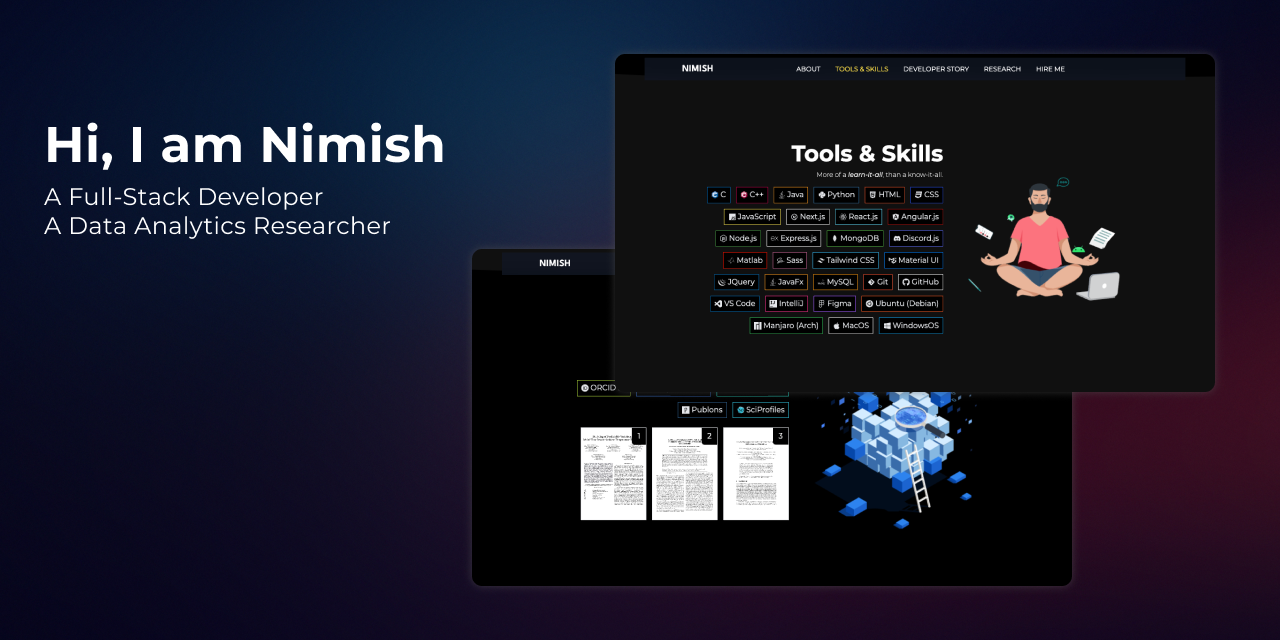 Hi, I am Nimish
A Full-Stack Developer
A Data Analytics Researcher
NIMISH
ABOUT TOOLS & SKILLS DEVELOPER STORY RESEARCH HIRE ME
Tools & Skills
More of a learn-it-all, than a know-it-all.
C C++ Java Python HTML CSS
JavaScript Next.js React.js Angular.js
Node.js Express.js MongoDB Discord.js
Matlab Sass Tailwind CSS Material UI
JQuery JavaFx MySQL Git GitHub
VS Code IntelliJ Figma Ubuntu (Debian)
Manjaro (Arch) MacOS WindowsOS
NIMISH
ORCID
Publons SciProfiles
1 2 3